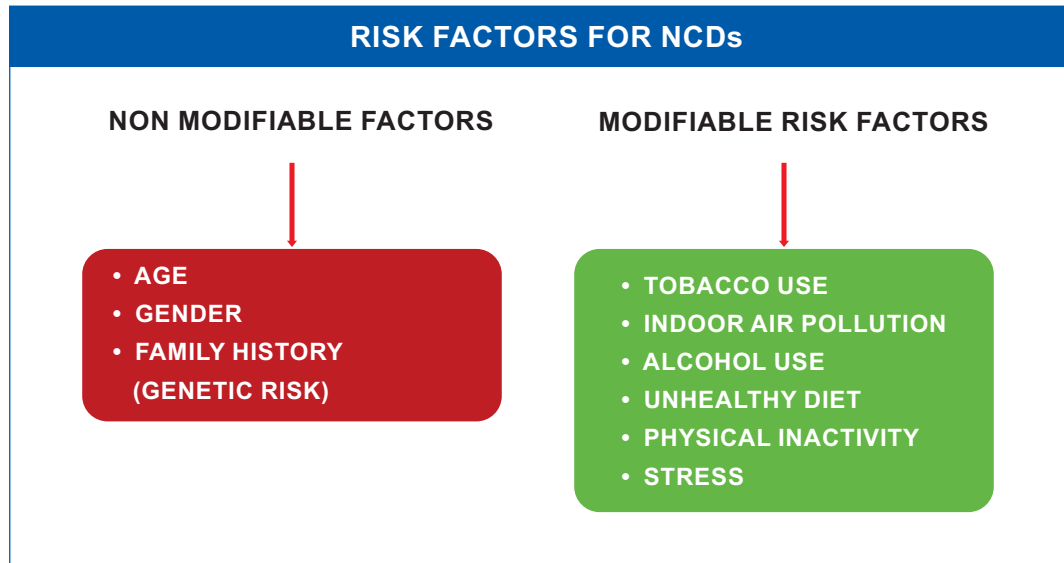 RISK FACTORS FOR NCDs
NON MODIFIABLE FACTORS
• AGE
• GENDER
• FAMILY HISTORY
(GENETIC RISK)
MODIFIABLE RISK FACTORS
• TOBACCO USE
• INDOOR AIR POLLUTION
• ALCOHOL USE
• UNHEALTHY DIET
• PHYSICAL INACTIVITY
• STRESS